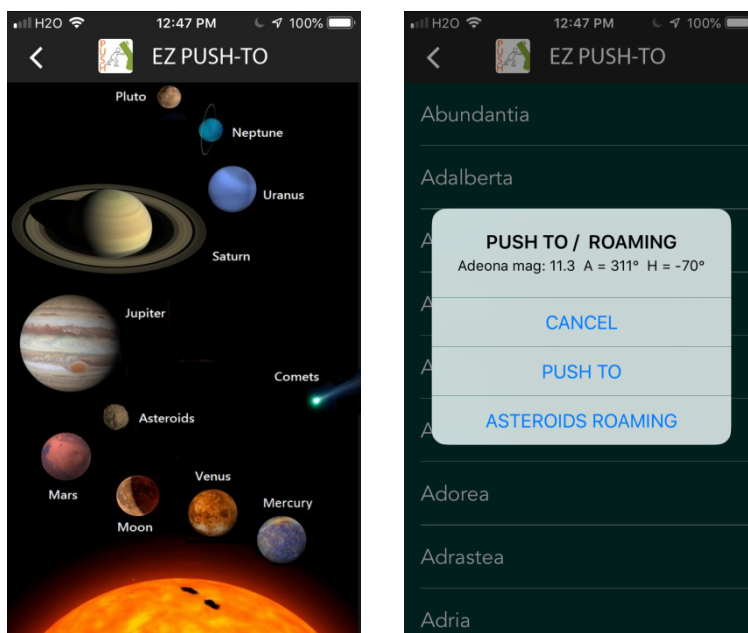 H2O 12:47 PM 100%
PUSH EZ PUSH-TO
Pluto
Neptune
Uranus
Saturn
Jupiter
Comets
Asteroids
Mars
Moon
Venus
Mercury
H2O 12:47 PM 100%
PUSH EZ PUSH-TO
Abundantia
Adalberta
A
PUSH TO / ROAMING
Adeona mag: 11.3 A = 311° H = -70°
A
CANCEL
A
PUSH TO
A
ASTEROIDS ROAMING
Adorea
Adrastea
Adria